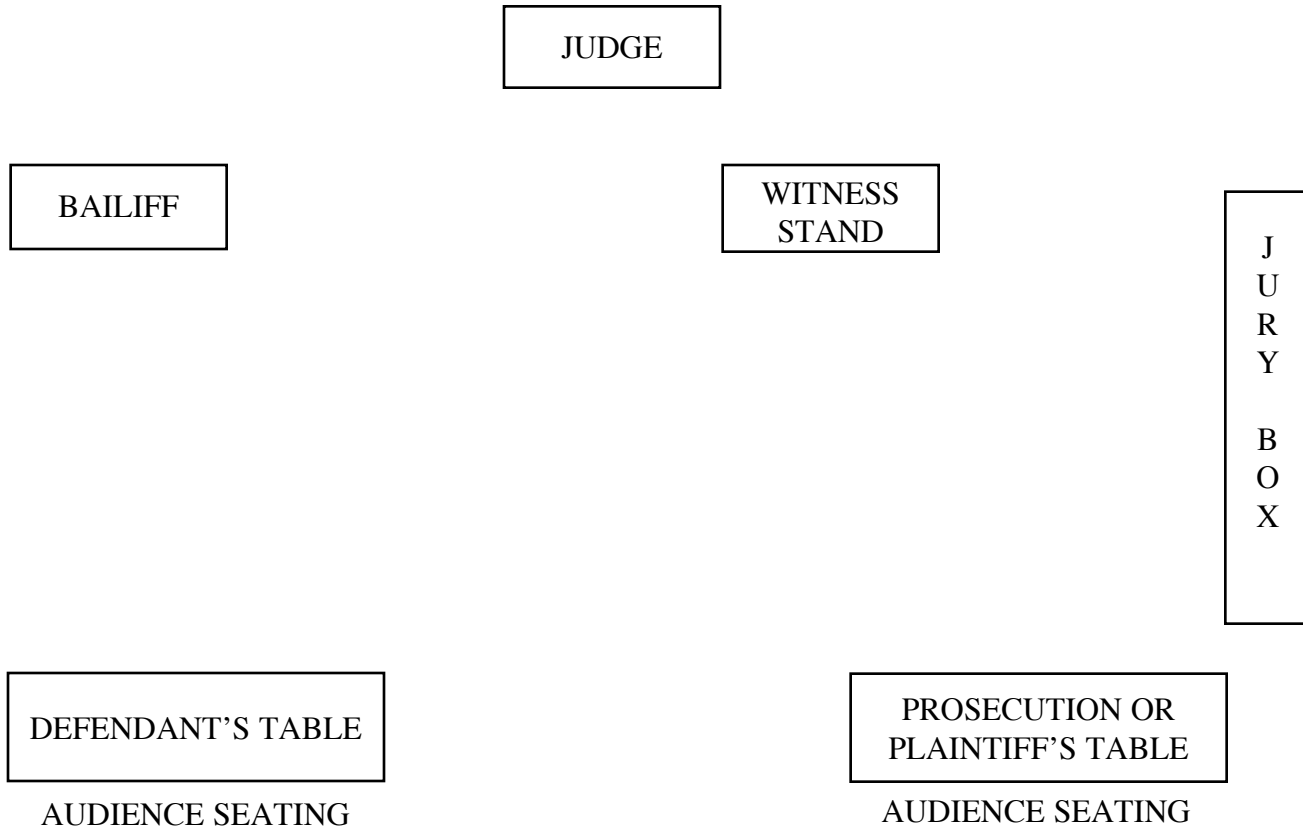 JUDGE
BAILIFF
WITNESS
STAND
J
U
R
Y
B
O
X
DEFENDANT’S TABLE
PROSECUTION OR
PLAINTIFF’S TABLE
AUDIENCE SEATING
AUDIENCE SEATING